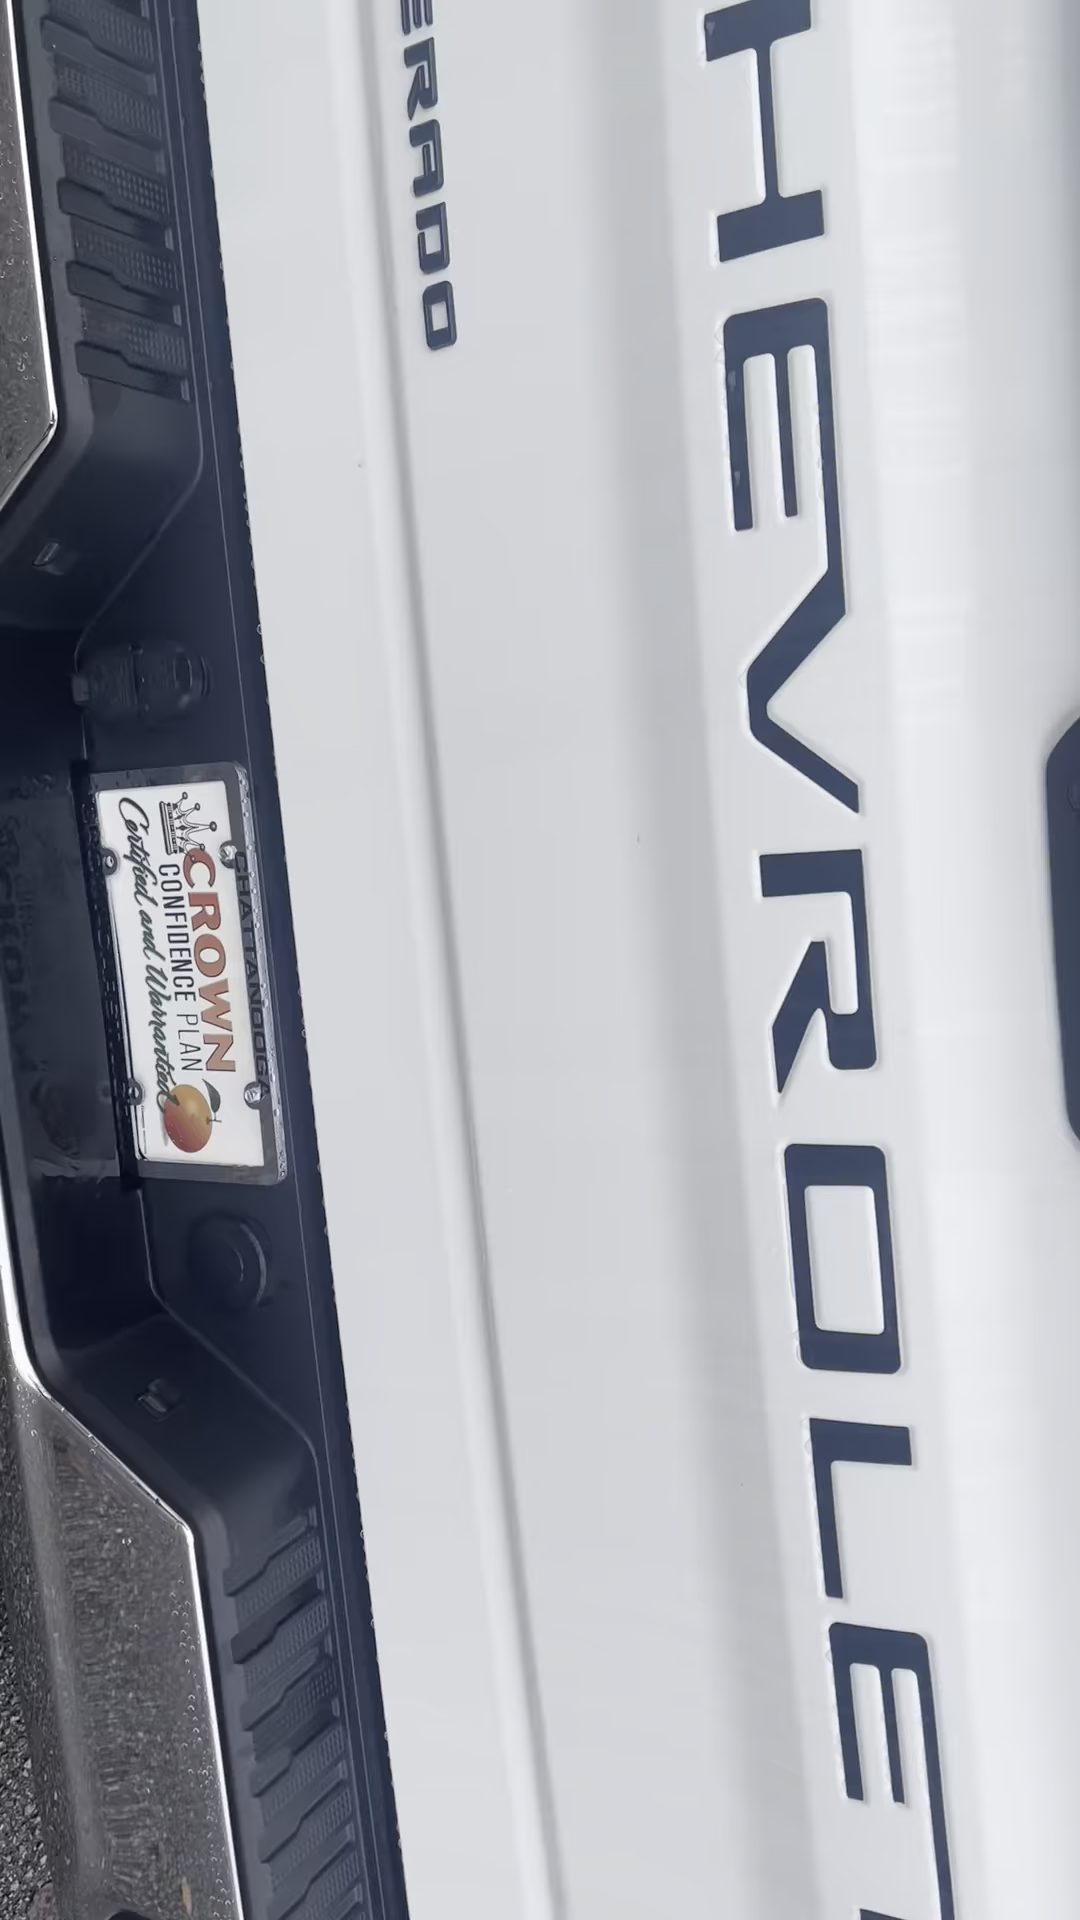 HEVROLE
ERADO
CHATTANOOGA
CROWN
CONFIDENCE PLAN
Certified and Warrantied